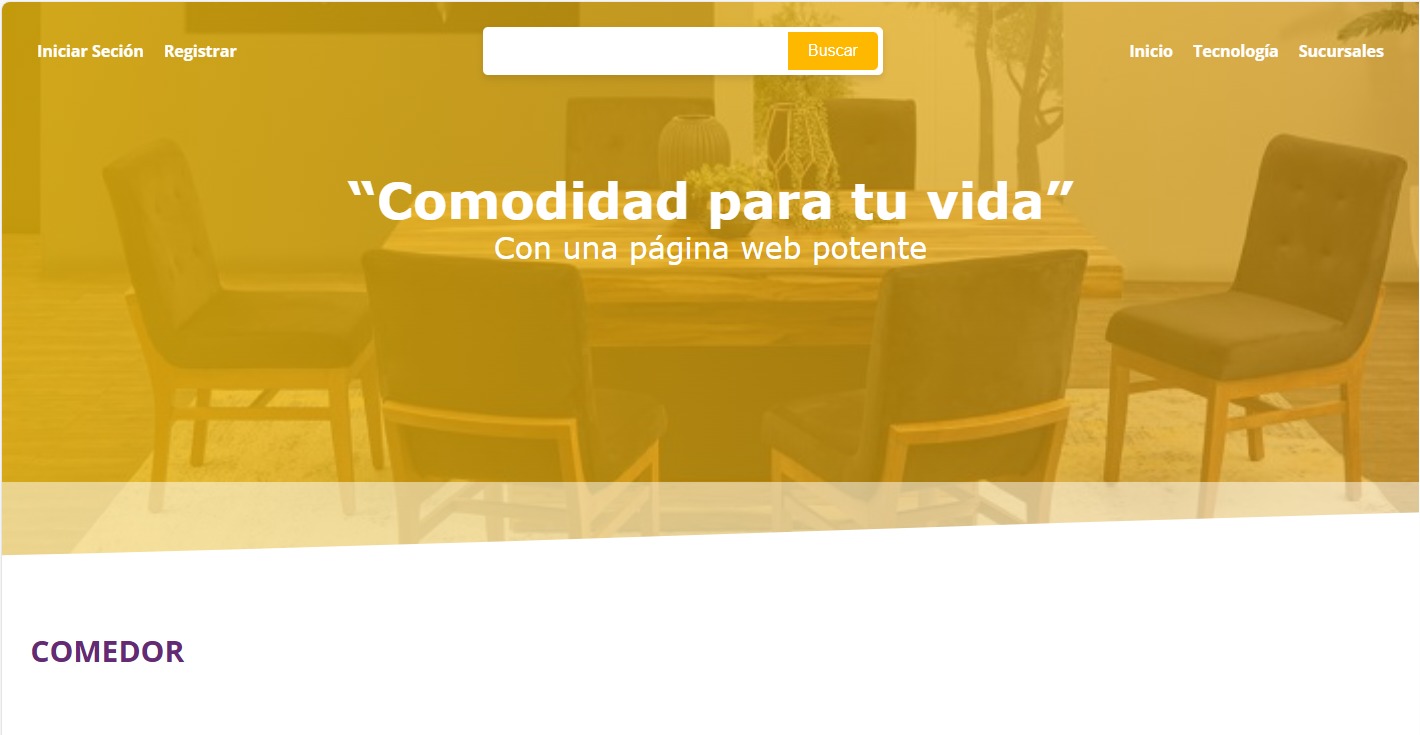 Iniciar Seción Registrar Buscar Inicio Tecnología Sucursales
“Comodidad para tu vida”
Con una página web potente
COMEDOR